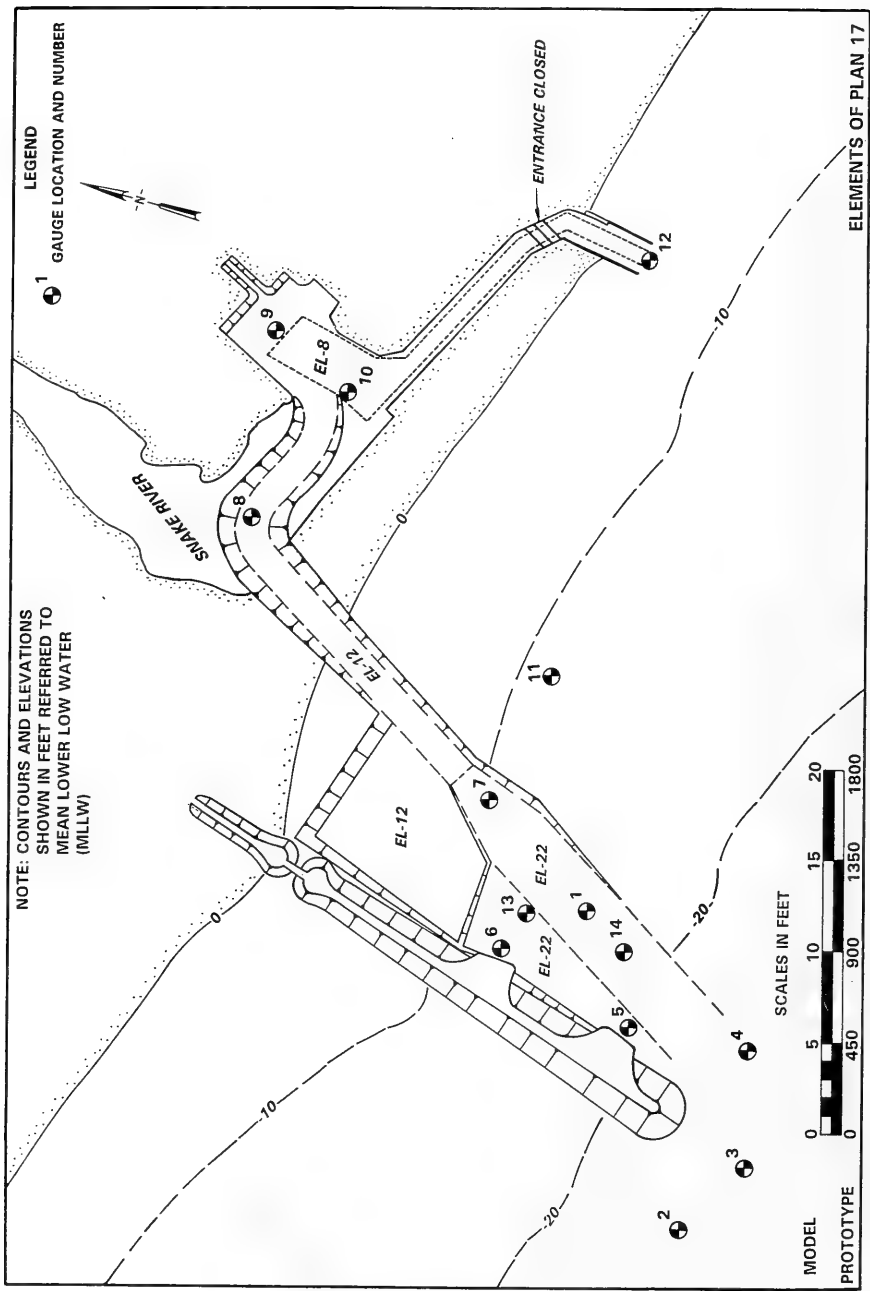 NOTE: CONTOURS AND ELEVATIONS
SHOWN IN FEET REFERRED TO
MEAN LOWER LOW WATER
(MLLW)
LEGEND
1
GAUGE LOCATION AND NUMBER
-N-
SNAKE RIVER
8
9
EL-8
10
ENTRANCE CLOSED
12
0
0
EL-12
EL-12
11
-10
-10
7
EL-22
13
6
EL-22
1
14
5
4
-20
-20
3
2
SCALES IN FEET
MODEL
0 5 10 15 20
PROTOTYPE
0 450 900 1350 1800
ELEMENTS OF PLAN 17